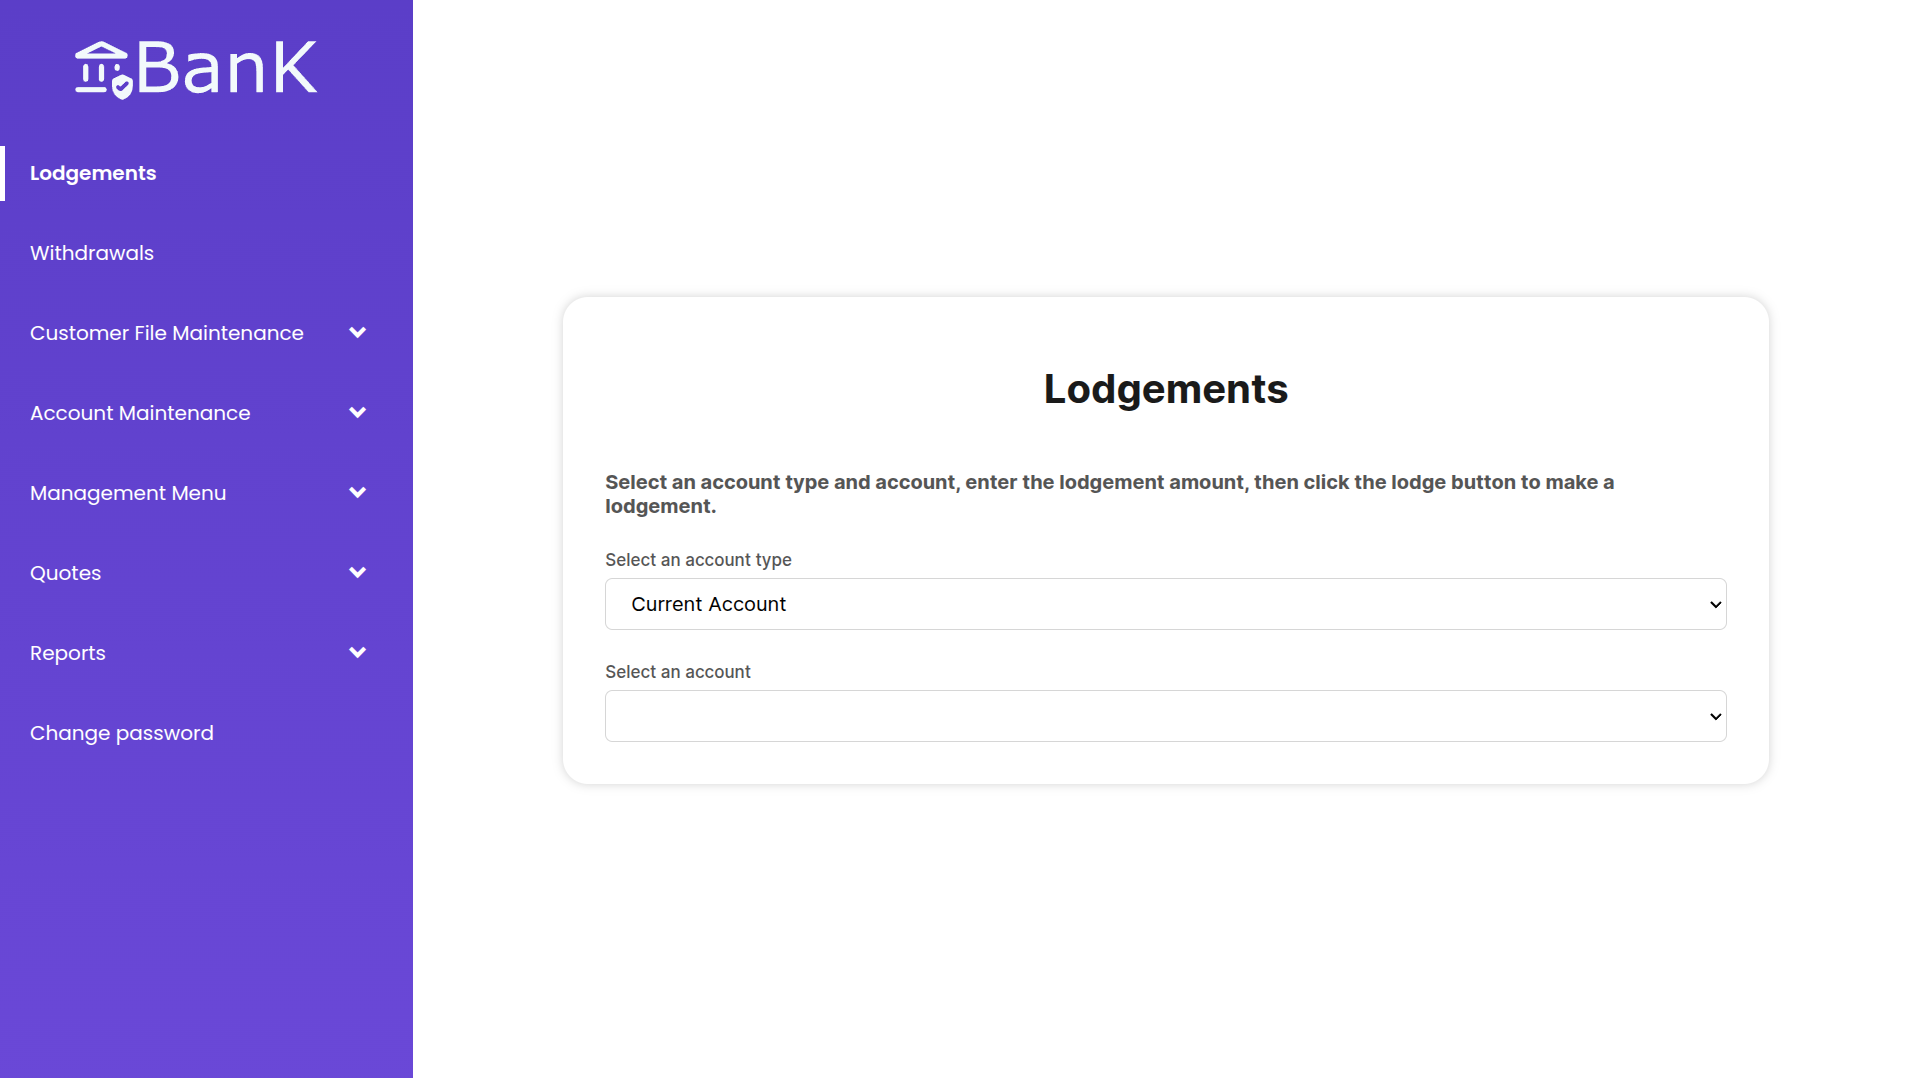 BanK
Lodgements
Withdrawals
Customer File Maintenance
Account Maintenance
Management Menu
Quotes
Reports
Change password
Lodgements
Select an account type and account, enter the lodgement amount, then click the lodge button to make a
lodgement.
Select an account type
Current Account
Select an account